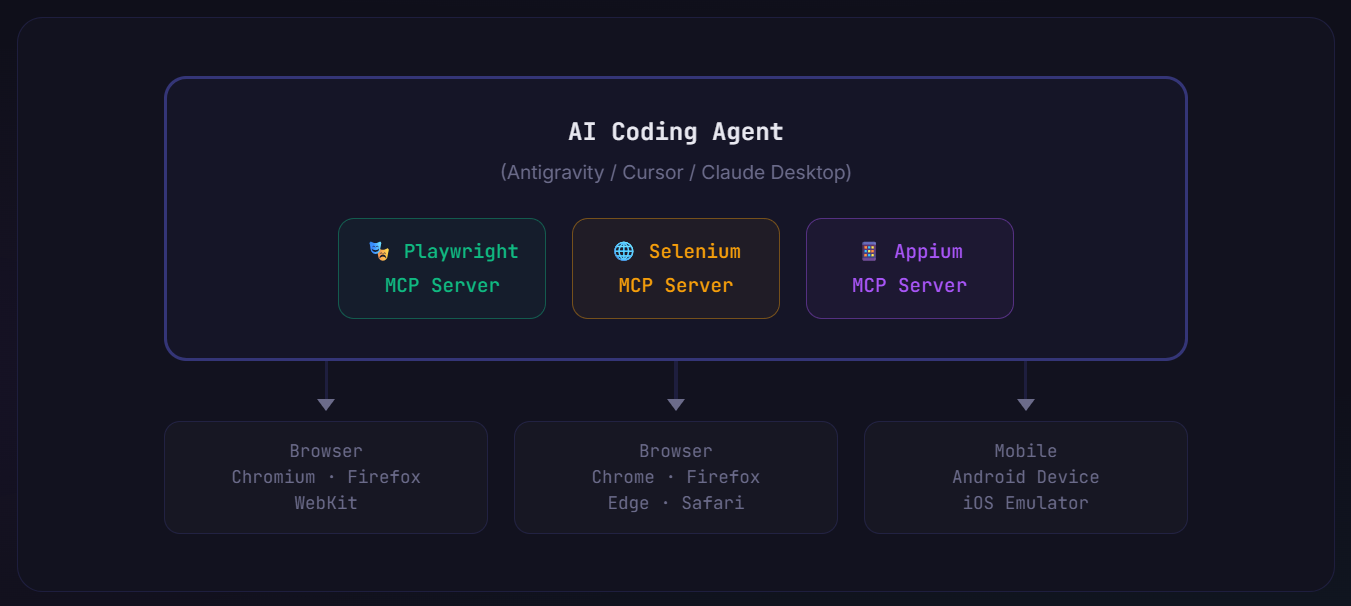 AI Coding Agent
(Antigravity / Cursor / Claude Desktop)
Playwright
MCP Server
Selenium
MCP Server
Appium
MCP Server
Browser
Chromium · Firefox
WebKit
Browser
Chrome · Firefox
Edge · Safari
Mobile
Android Device
iOS Emulator